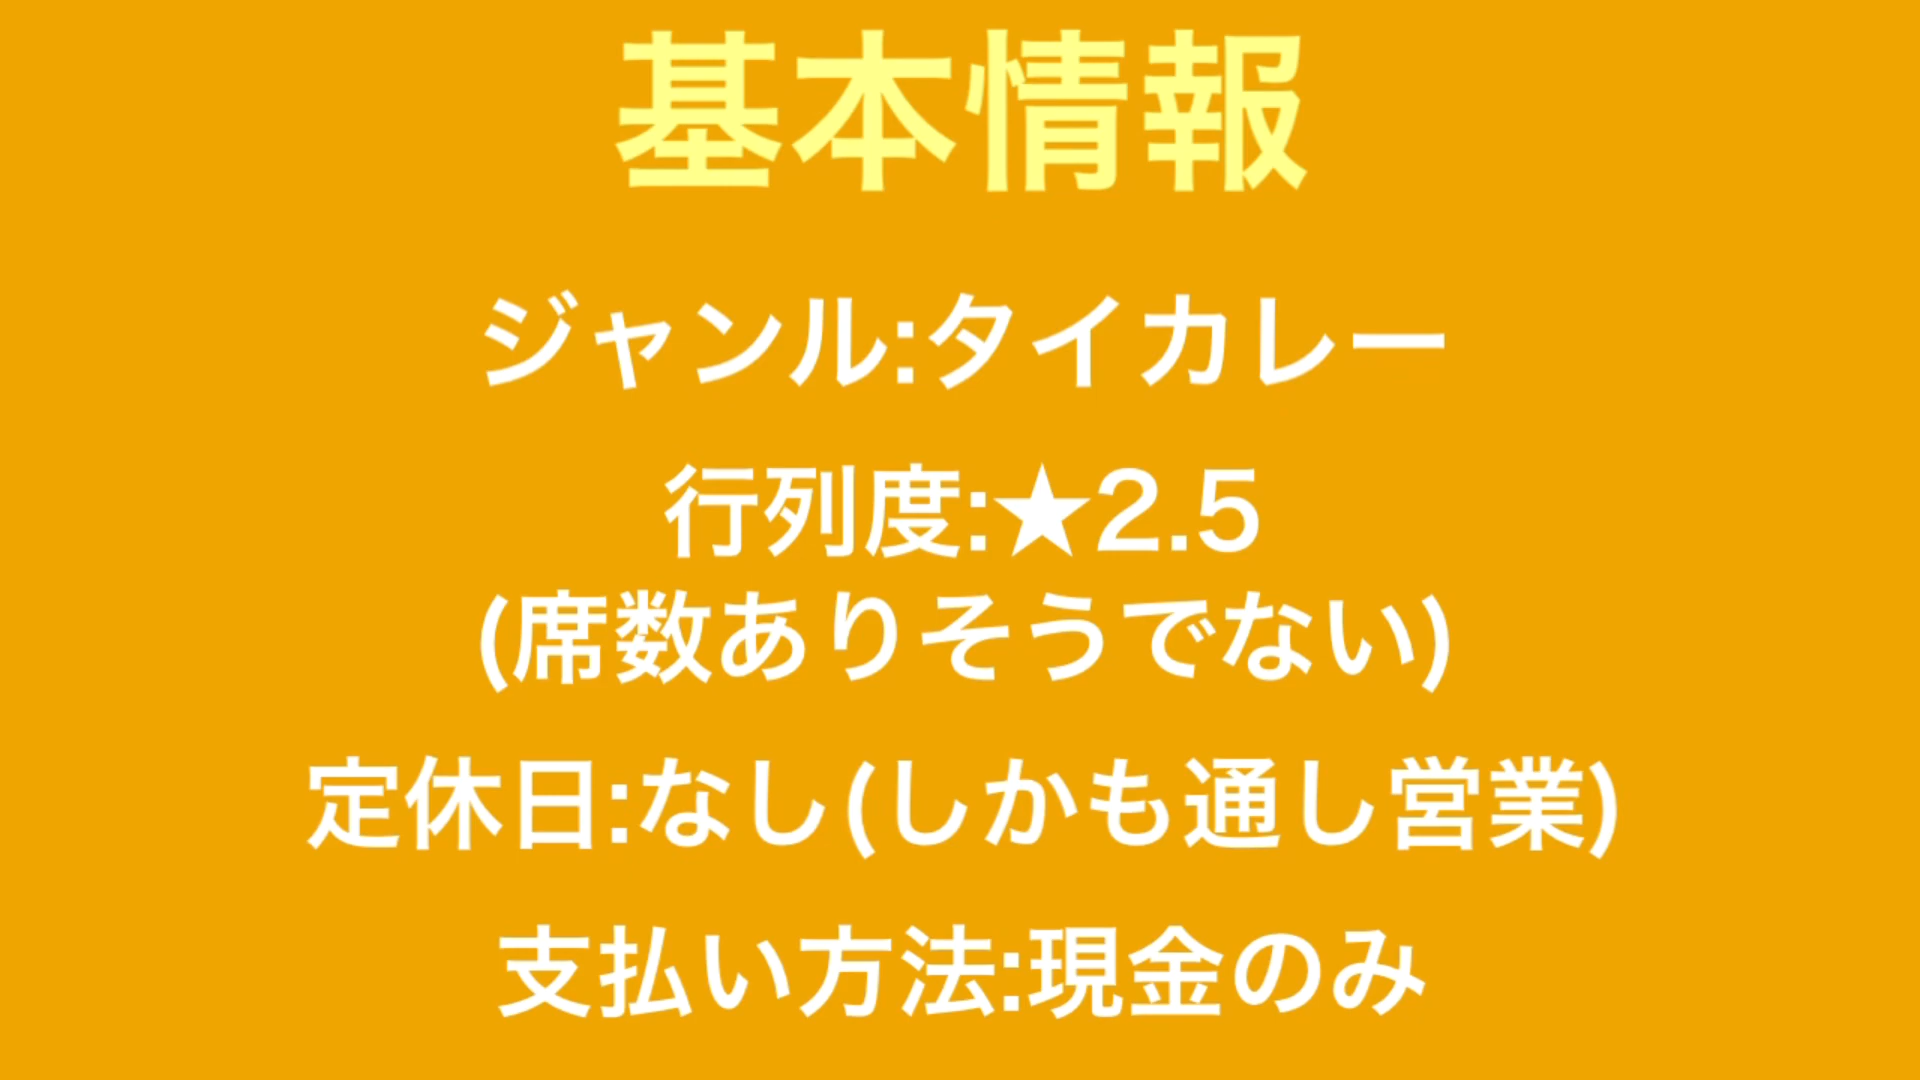 基本情報
ジャンル:タイカレー
行列度:★2.5
(席数ありそうでない)
定休日:なし(しかも通し営業)
支払い方法:現金のみ